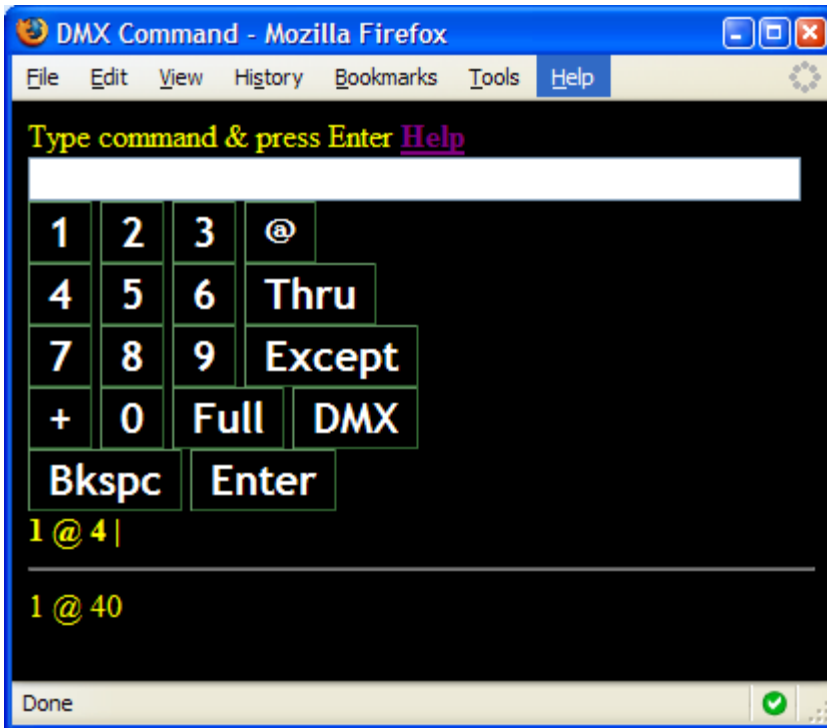 DMX Command - Mozilla Firefox
File Edit View History Bookmarks Tools Help
Type command & press Enter Help
1 2 3 @
4 5 6 Thru
7 8 9 Except
+ 0 Full DMX
Bkspc Enter
1 @ 4 |
1 @ 40
Done